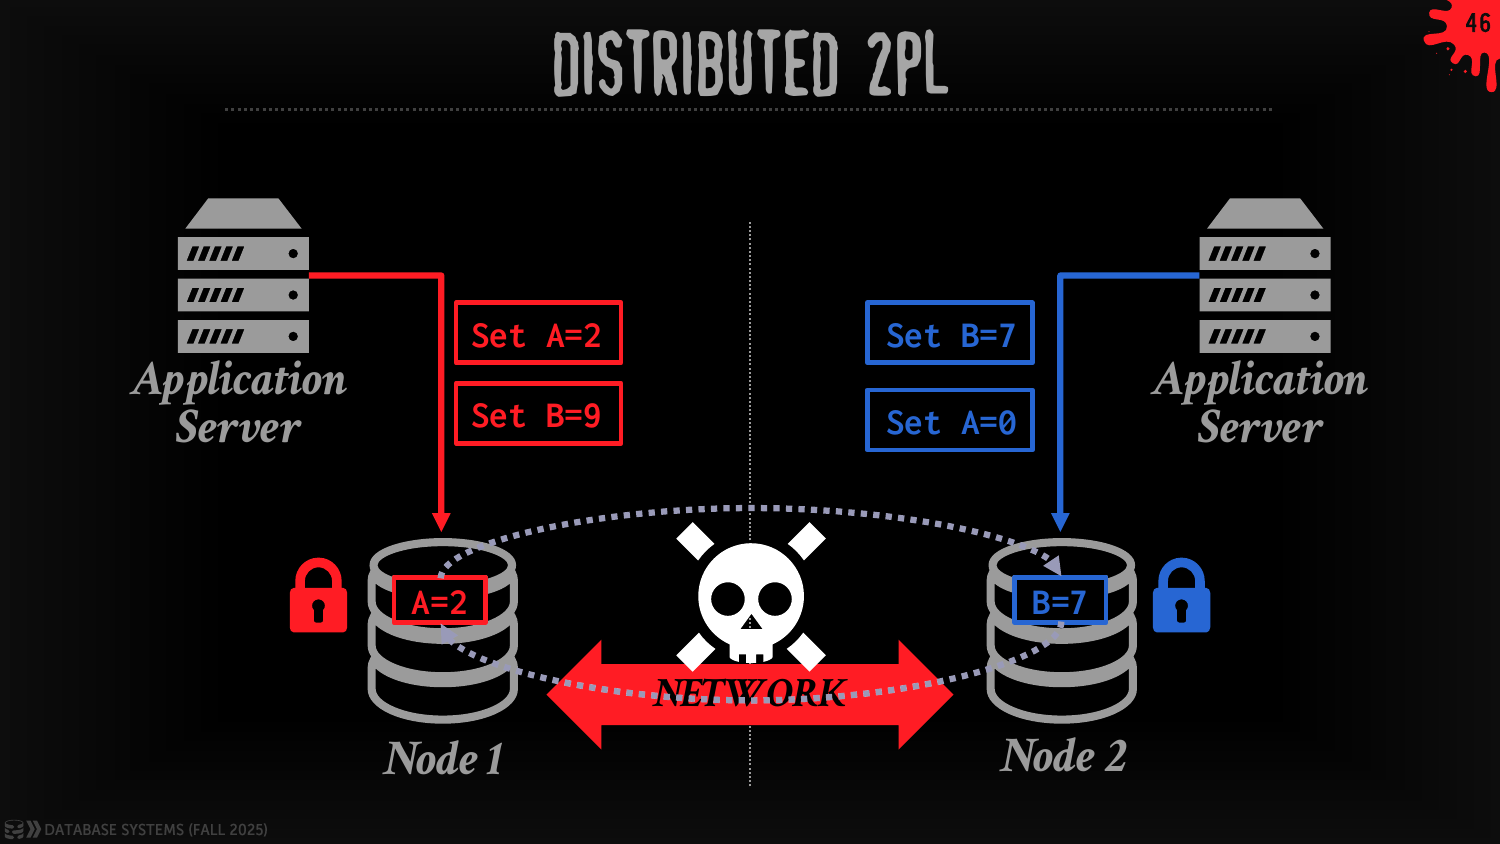 46
DISTRIBUTED 2PL
Application
Server
Set A=2
Set B=9
Set B=7
Set A=0
Application
Server
A=2
B=7
NETWORK
Node 1
Node 2
DATABASE SYSTEMS (FALL 2025)